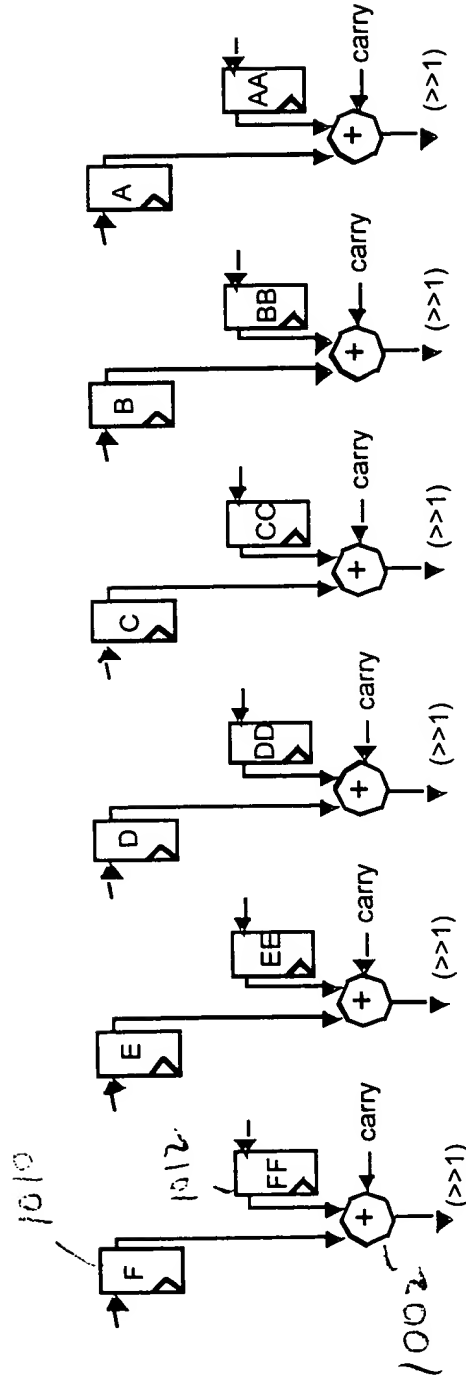 1010
F E D C B A
1012
FF EE DD CC BB AA
carry carry carry carry carry carry
+ + + + + +
1002
(>>1) (>>1) (>>1) (>>1) (>>1) (>>1)